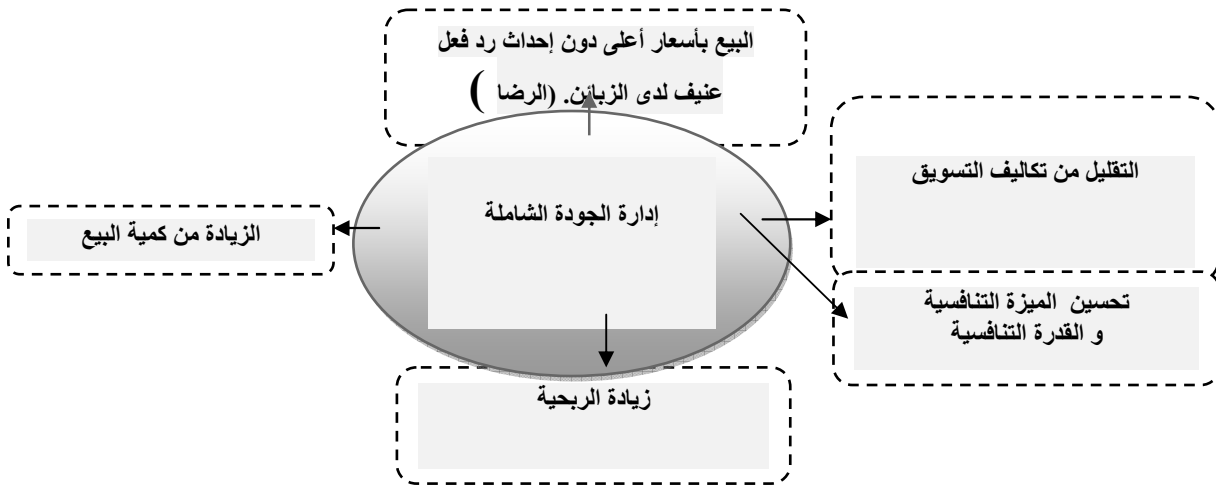 البيع بأسعار أعلى دون إحداث رد فعل
عنيف لدى الزبائن. (الرضا )
التقليل من تكاليف التسويق
إدارة الجودة الشاملة
الزيادة من كمية البيع
تحسين الميزة التنافسية
و القدرة التنافسية
زيادة الربحية